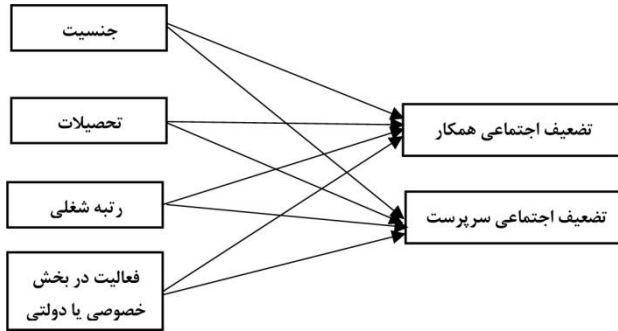 جنسیت
تحصیلات
رتبه شغلی
فعالیت در بخش
خصوصی یا دولتی
تضعیف اجتماعی همکار
تضعیف اجتماعی سرپرست